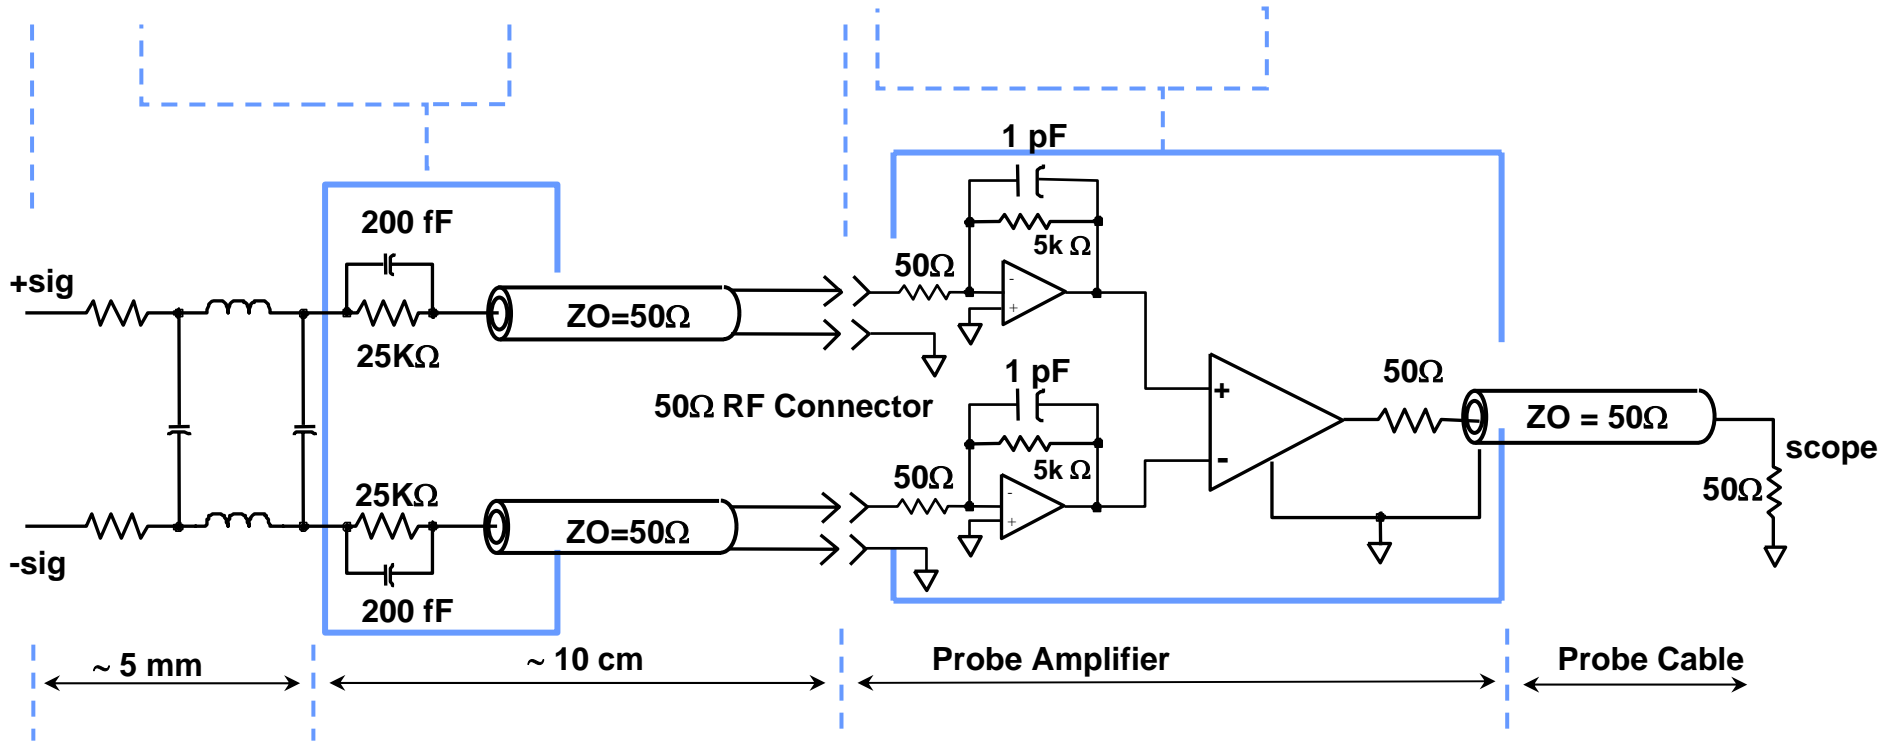 1 pF
200 fF
5k Ω
50Ω
+sig
-
+
ZO=50Ω
25KΩ
1 pF
50Ω
50Ω RF Connector
+
ZO = 50Ω
scope
5k Ω
-
50Ω
25KΩ
50Ω
-
+
ZO=50Ω
-sig
200 fF
~ 5 mm
~ 10 cm
Probe Amplifier
Probe Cable